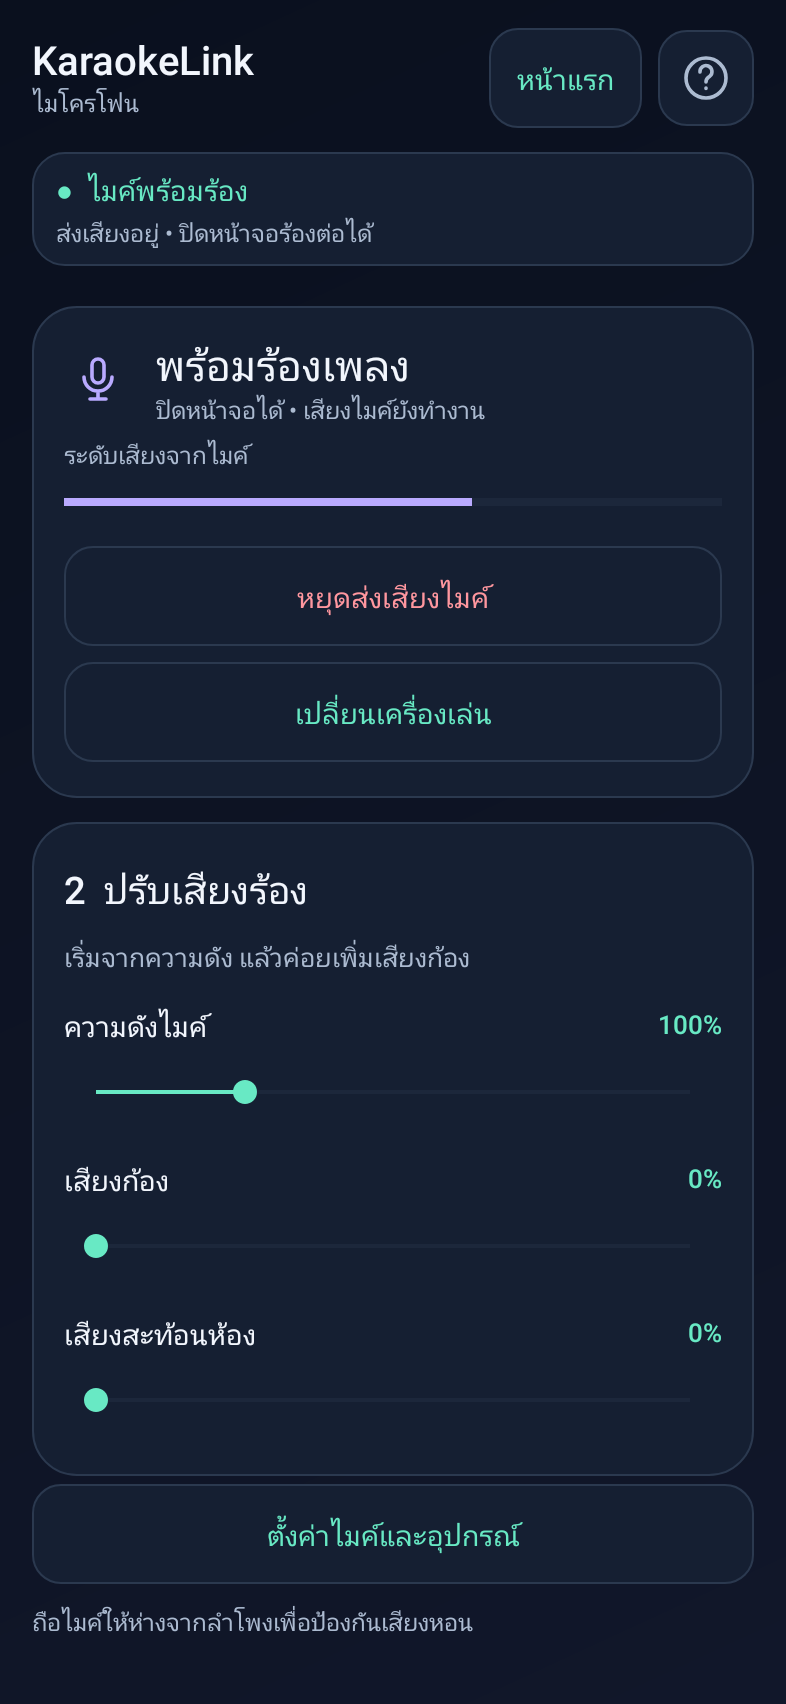 KaraokeLink
ไมโครโฟน
หน้าแรก
ไมค์พร้อมร้อง
ส่งเสียงอยู่ • ปิดหน้าจอร้องต่อได้
พร้อมร้องเพลง
ปิดหน้าจอได้ • เสียงไมค์ยังทำงาน
ระดับเสียงจากไมค์
หยุดส่งเสียงไมค์
เปลี่ยนเครื่องเล่น
2 ปรับเสียงร้อง
เริ่มจากความดัง แล้วค่อยเพิ่มเสียงก้อง
ความดังไมค์ 100%
เสียงก้อง 0%
เสียงสะท้อนห้อง 0%
ตั้งค่าไมค์และอุปกรณ์
ถือไมค์ให้ห่างจากลำโพงเพื่อป้องกันเสียงหอน